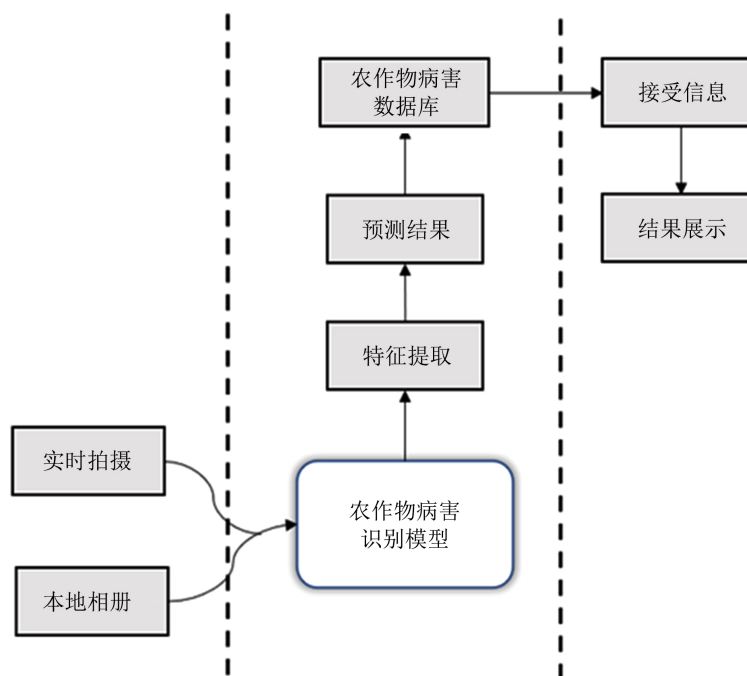 农作物病害
数据库
接受信息
预测结果
结果展示
特征提取
实时拍摄
农作物病害
识别模型
本地相册